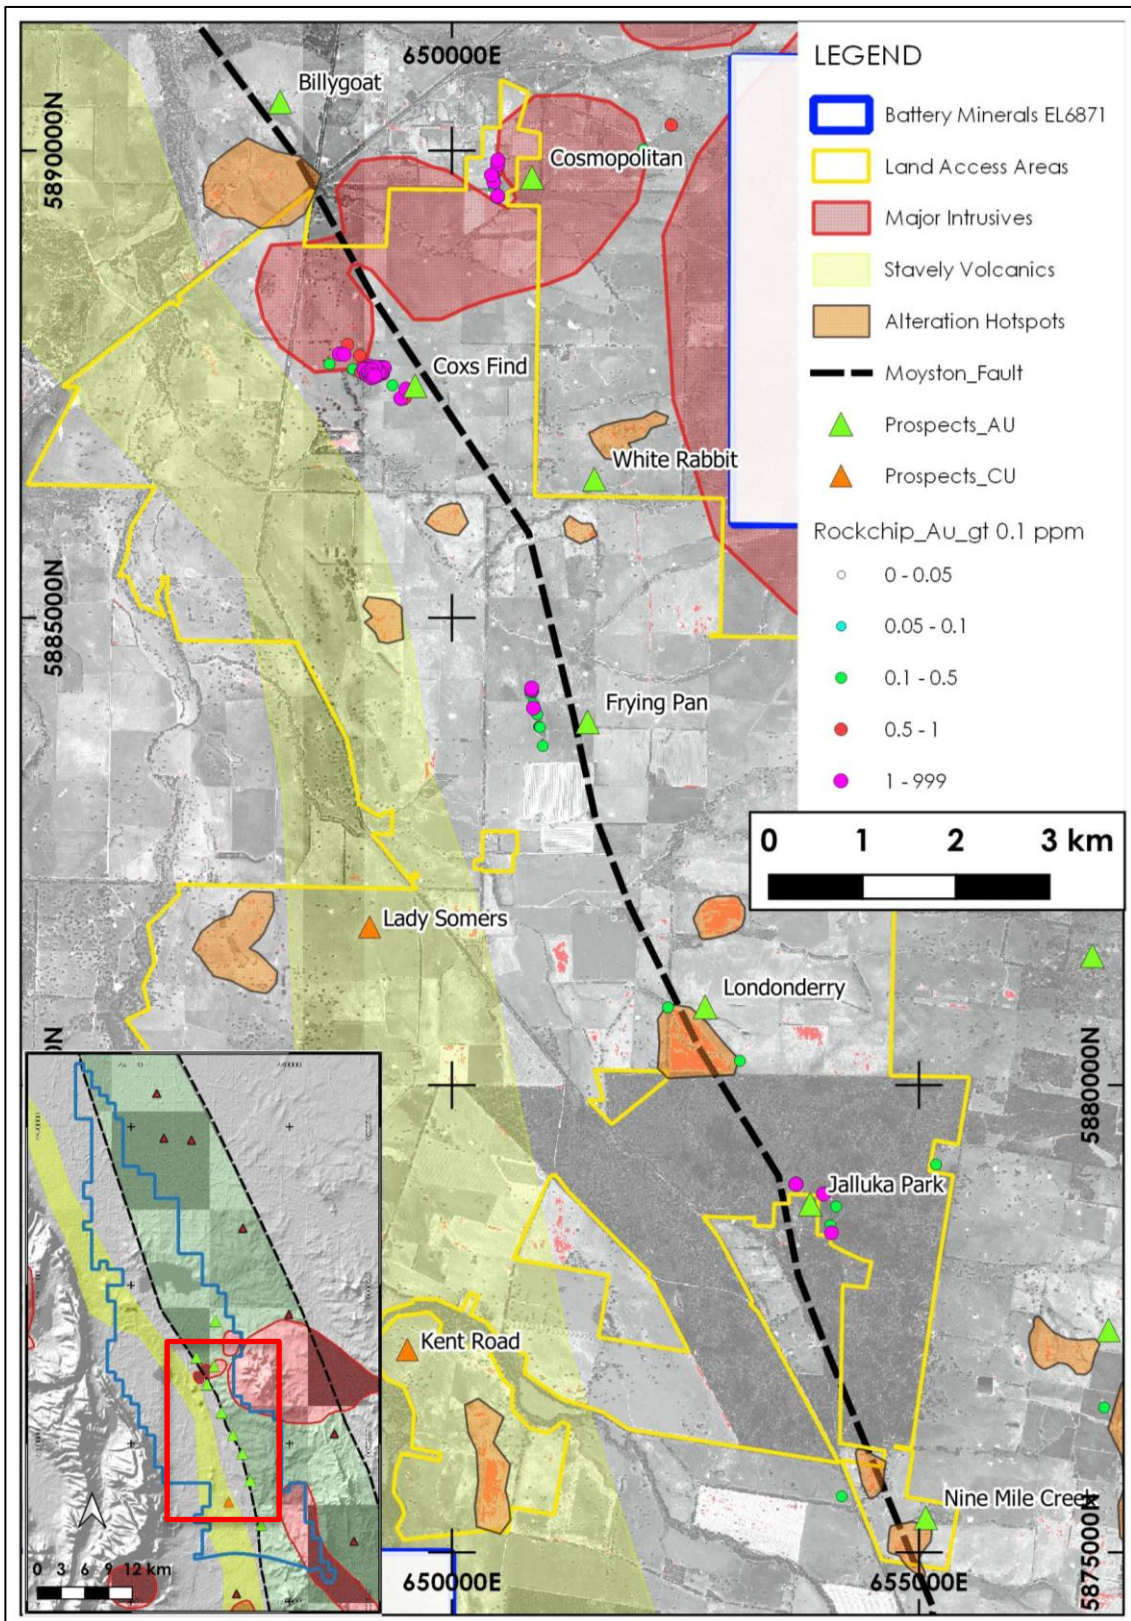 650000E
5890000N
Billygoat
Cosmopolitan
Coxs Find
White Rabbit
5885000N
Frying Pan
Lady Somers
Londonderry
5880000N
Jalluka Park
Kent Road
Nine Mile Creek
650000E
655000E
5875000N
LEGEND
Battery Minerals EL6871
Land Access Areas
Major Intrusives
Stavely Volcanics
Alteration Hotspots
Moyston_Fault
Prospects_AU
Prospects_CU
Rockchip_Au_gt 0.1 ppm
0 - 0.05
0.05 - 0.1
0.1 - 0.5
0.5 - 1
1 - 999
0 1 2 3 km
0 3 6 9 12 km